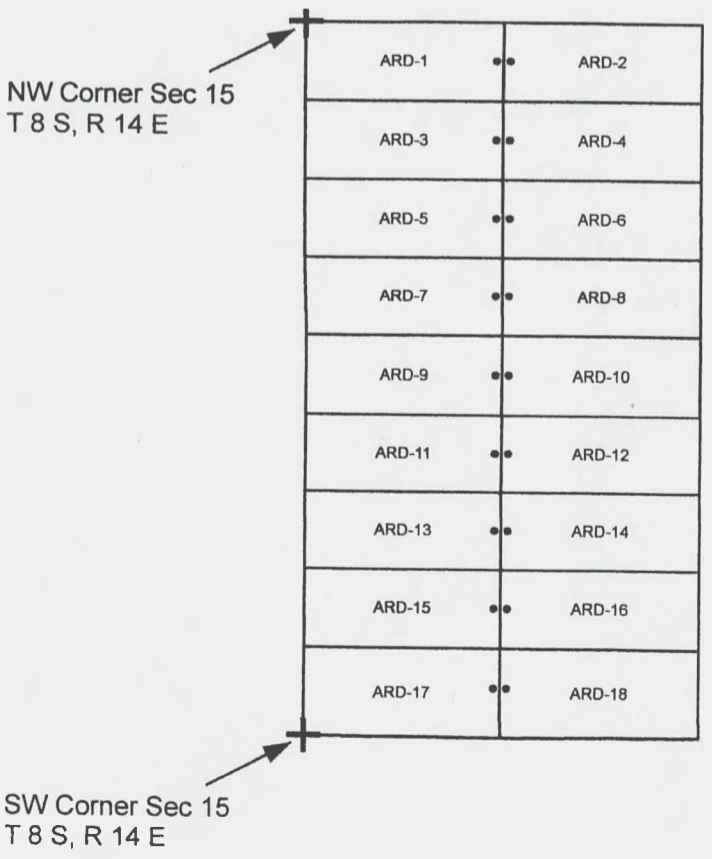 NW Corner Sec 15
T 8 S, R 14 E
ARD-1
ARD-2
ARD-3
ARD-4
ARD-5
ARD-6
ARD-7
ARD-8
ARD-9
ARD-10
ARD-11
ARD-12
ARD-13
ARD-14
ARD-15
ARD-16
ARD-17
ARD-18
SW Corner Sec 15
T 8 S, R 14 E